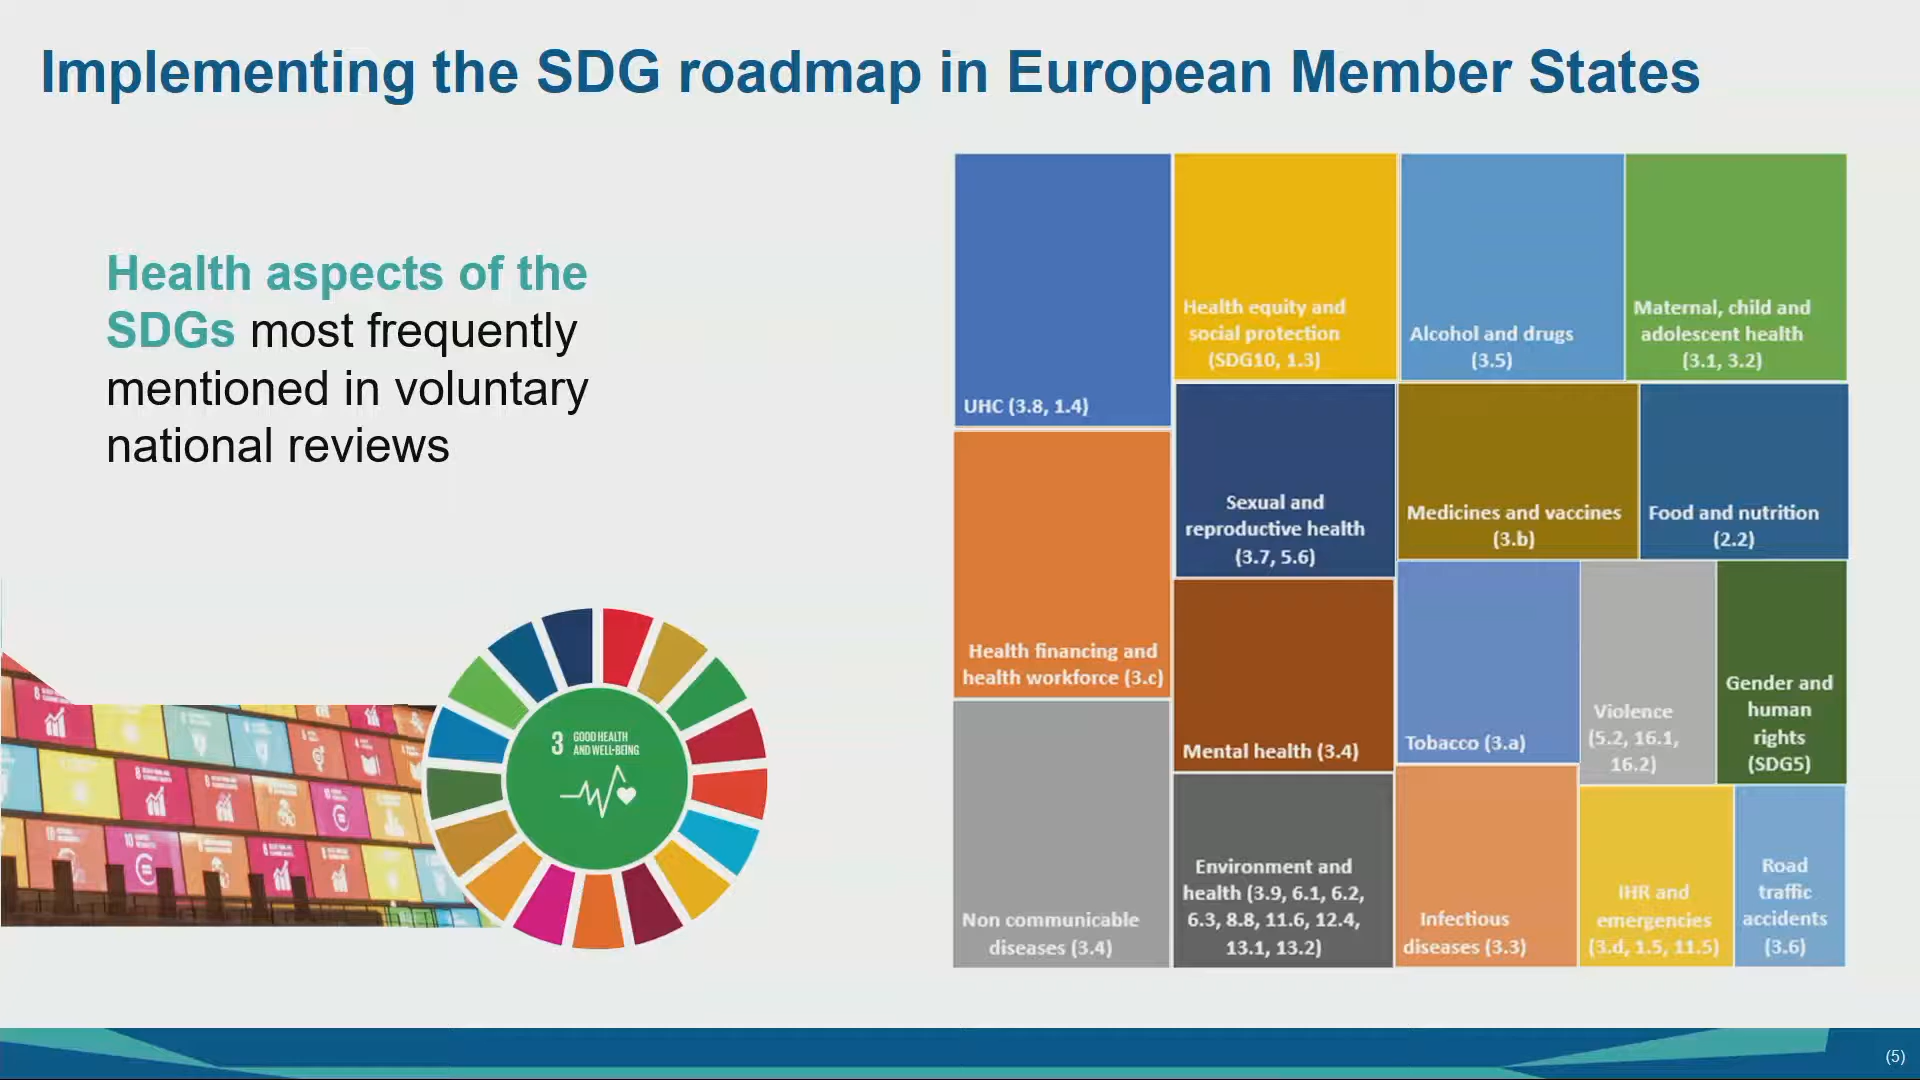 Implementing the SDG roadmap in European Member States
Health aspects of the
SDGs most frequently
mentioned in voluntary
national reviews
3 GOOD HEALTH
AND WELL-BEING
UHC (3.8, 1.4)
Health equity and
social protection
(SDG10, 1.3)
Alcohol and drugs
(3.5)
Maternal, child and
adolescent health
(3.1, 3.2)
Health financing and
health workforce (3.c)
Sexual and
reproductive health
(3.7, 5.6)
Medicines and vaccines
(3.b)
Food and nutrition
(2.2)
Mental health (3.4)
Tobacco (3.a)
Violence
(5.2, 16.1,
16.2)
Gender and
human
rights
(SDG5)
Non communicable
diseases (3.4)
Environment and
health (3.9, 6.1, 6.2,
6.3, 8.8, 11.6, 12.4,
13.1, 13.2)
Infectious
diseases (3.3)
IHR and
emergencies
(3.d, 1.5, 11.5)
Road
traffic
accidents
(3.6)
(5)